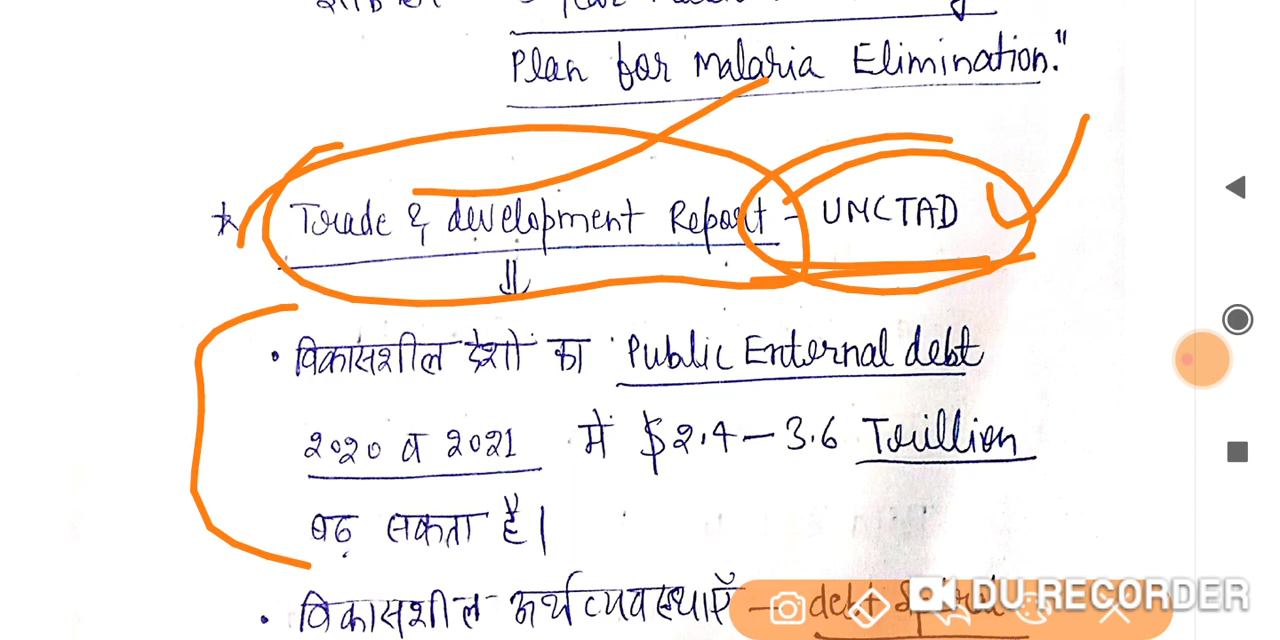 Plan for Malaria Elimination."
* Trade & development Report - UNCTAD
⇓
• विकासशील देशो का Public External debt
2020 व 2021 में $2.4 – 3.6 Trillion
बढ़ सकता है।
• विकासशील अर्थव्यवस्थाएँ – debt
DU RECORDER